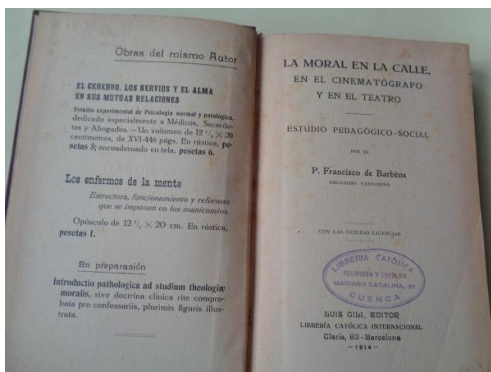 Obras del mismo Autor
EL CEREBRO, LOS NERVIOS Y EL ALMA
EN SUS MUTUAS RELACIONES
Estudio experimental de Psicología normal y patológica,
dedicado especialmente a Médicos, Sacerdo-
tes y Abogados. — Un volumen de 12 1/2 × 20
centímetros, de XVI-446 págs. En rústica, pe-
setas 5; encuadernado en tela, pesetas 6.
Los enfermos de la mente
Estructura, funcionamiento y reformas
que se imponen en los manicomios.
Opúsculo de 12 1/2 × 20 cm. En rústica,
pesetas 1.
En preparación
Introductio pathologica ad studium theologiæ
moralis, sive doctrina clinica rite compro-
bata pro confessariis, plurimis figuris illus-
trata.
LA MORAL EN LA CALLE,
EN EL CINEMATÓGRAFO
Y EN EL TEATRO
ESTUDIO PEDAGÓGICO-SOCIAL
POR EL
P. Francisco de Barbéns
RELIGIOSO CAPUCHINO
CON LAS DEBIDAS LICENCIAS
LIBRERIA CATÓLICA
RELIGIOSA Y ESCOLAR
MARIANO CATALINA,
CUENCA
LUIS GILI, EDITOR
LIBRERÍA CATÓLICA INTERNACIONAL
Claris, 82 - Barcelona
— 1914 —